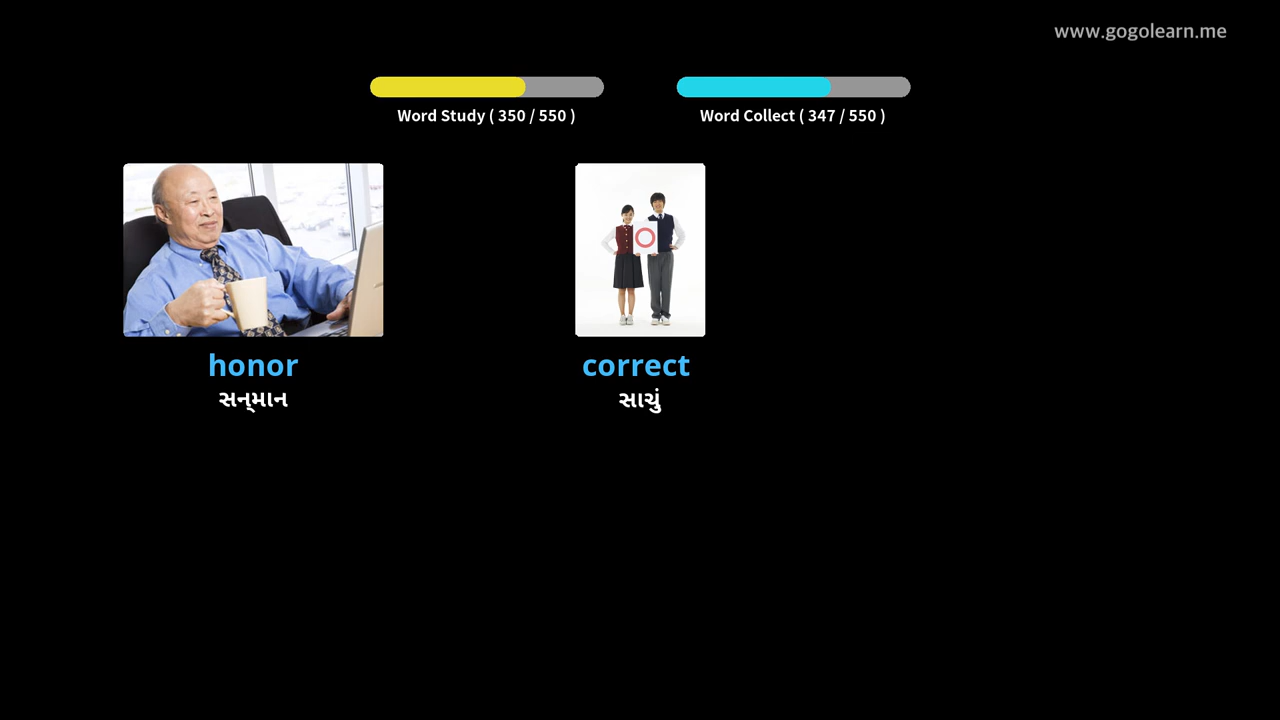 www.gogolearn.me
Word Study ( 350 / 550 )
Word Collect ( 347 / 550 )
honor
સન્‌માન
correct
સાચું